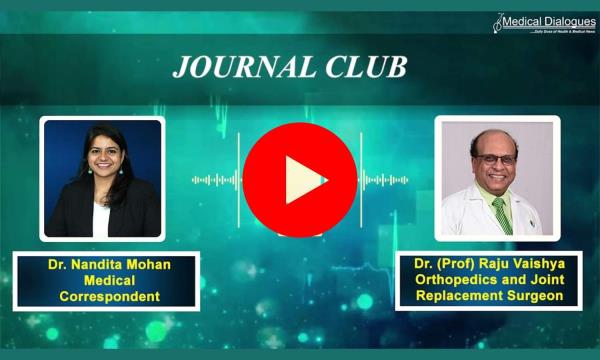 Medical Dialogues
....Daily Dose of Health & Medical News
JOURNAL CLUB
Dr. Nandita Mohan
Medical
Correspondent
Dr. (Prof) Raju Vaishya
Orthopedics and Joint
Replacement Surgeon